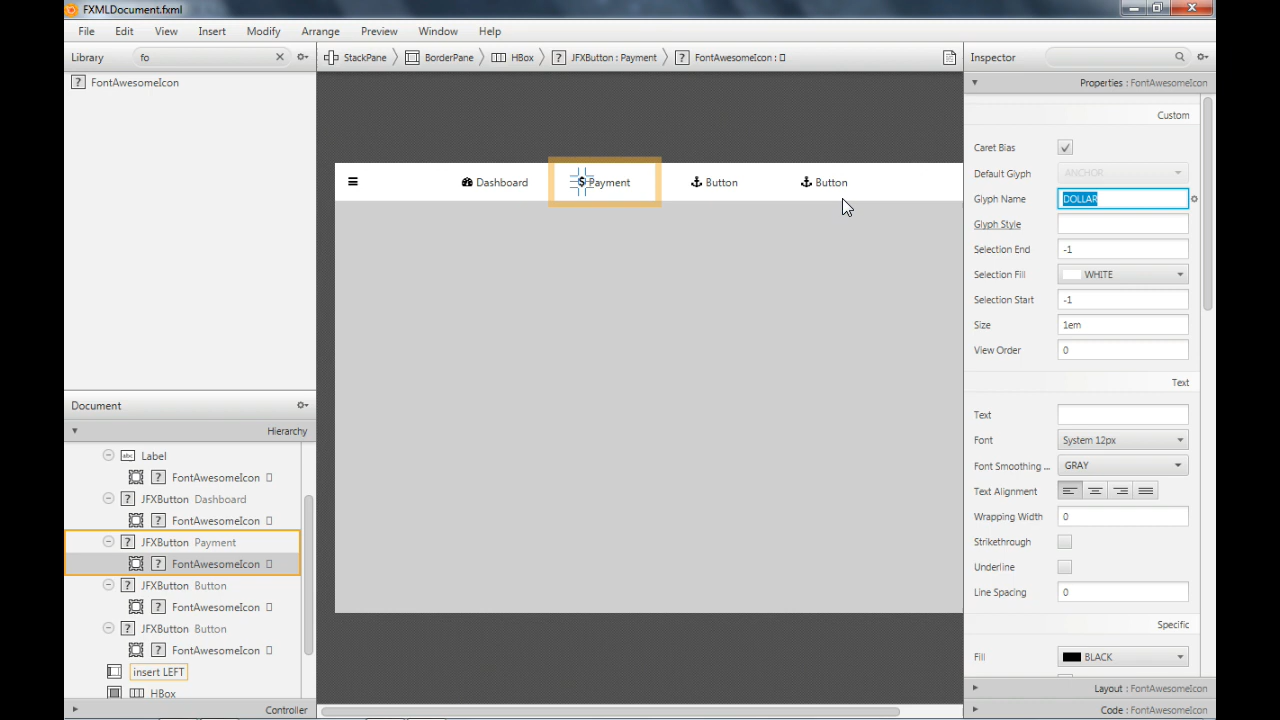 FXMLDocument.fxml
File Edit View Insert Modify Arrange Preview Window Help
Library fo
StackPane BorderPane HBox JFXButton : Payment FontAwesomeIcon :
Inspector
FontAwesomeIcon
Properties : FontAwesomeIcon
Custom
Caret Bias
Default Glyph ANCHOR
Glyph Name DOLLAR
Glyph Style
Selection End -1
Selection Fill WHITE
Selection Start -1
Size 1em
View Order 0
Text
Text
Font System 12px
Font Smoothing ... GRAY
Text Alignment
Wrapping Width 0
Strikethrough
Underline
Line Spacing 0
Specific
Fill BLACK
Layout : FontAwesomeIcon
Code : FontAwesomeIcon
Dashboard Payment Button Button
Document
Hierarchy
abc Label
FontAwesomeIcon
JFXButton Dashboard
FontAwesomeIcon
JFXButton Payment
FontAwesomeIcon
JFXButton Button
FontAwesomeIcon
JFXButton Button
FontAwesomeIcon
insert LEFT
HBox
Controller